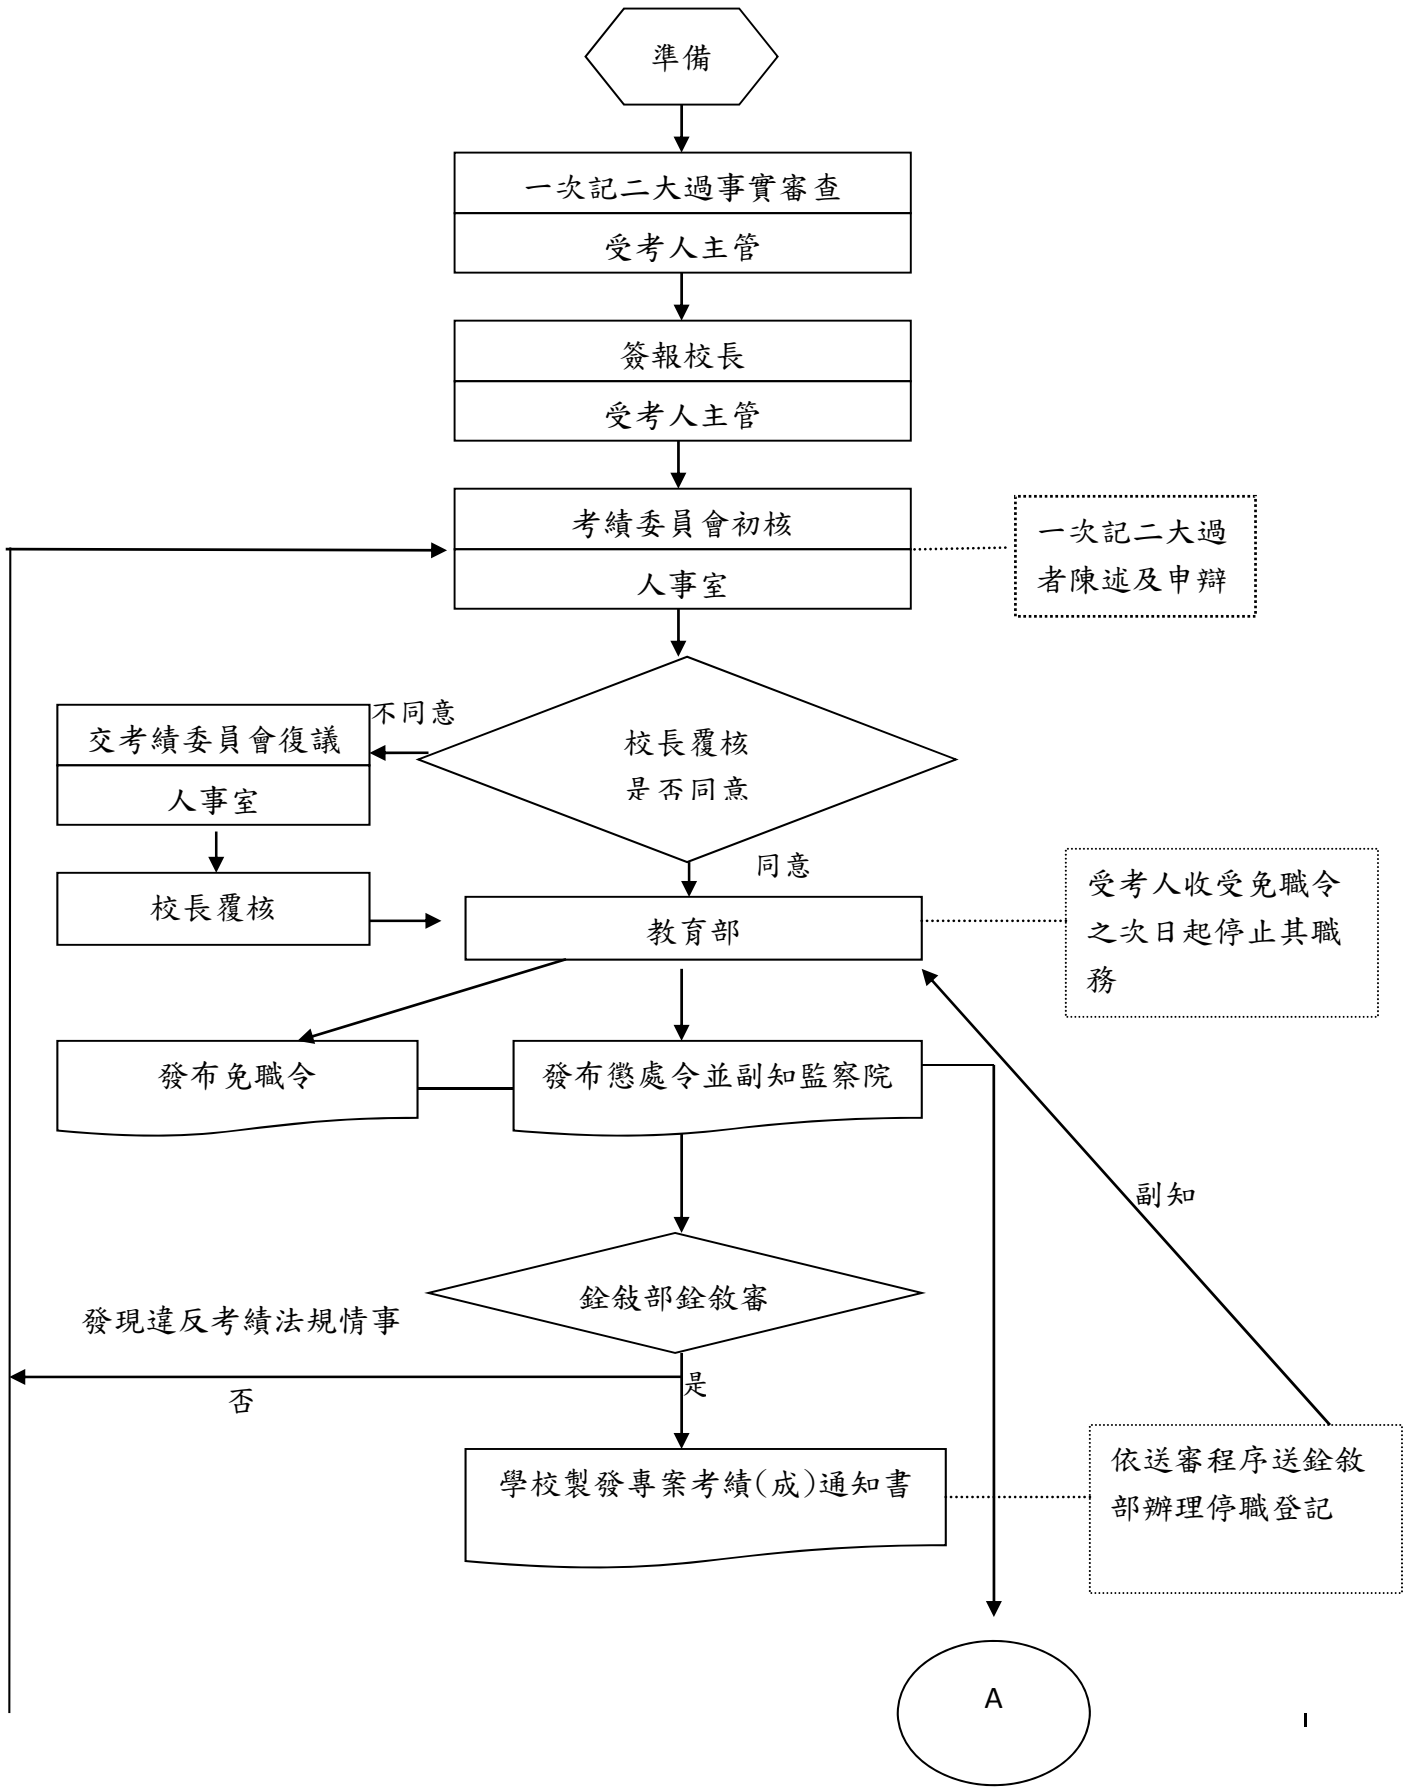 準備
一次記二大過事實審查
受考人主管
簽報校長
受考人主管
考績委員會初核
人事室
一次記二大過
者陳述及申辯
不同意
交考績委員會復議
人事室
校長覆核
是否同意
同意
校長覆核
教育部
受考人收受免職令
之次日起停止其職
務
發布免職令
發布懲處令並副知監察院
副知
銓敍部銓敘審
發現違反考績法規情事
否
是
學校製發專案考績(成)通知書
依送審程序送銓敘
部辦理停職登記
A